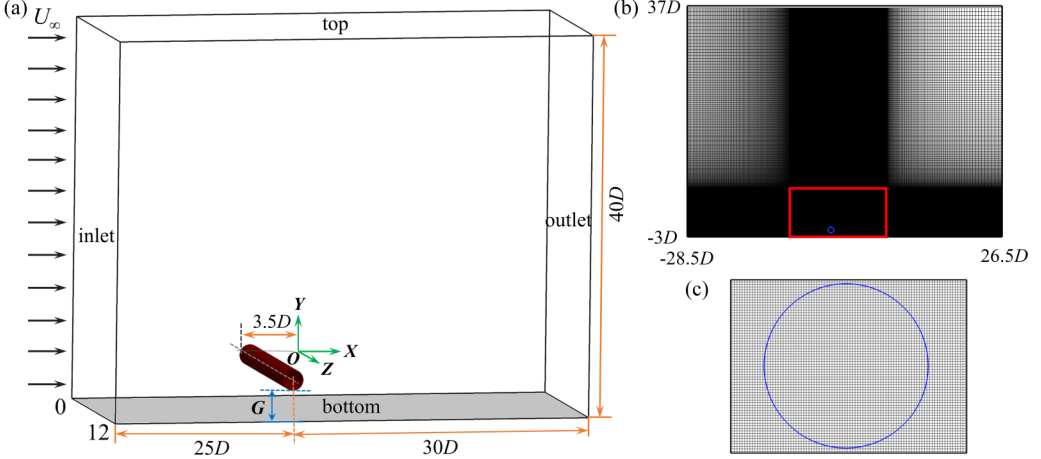 (a)
U∞
top
inlet
outlet
40D
Y
3.5D
O
X
Z
G
bottom
0
12
25D
30D
(b)
37D
-3D
-28.5D
26.5D
(c)